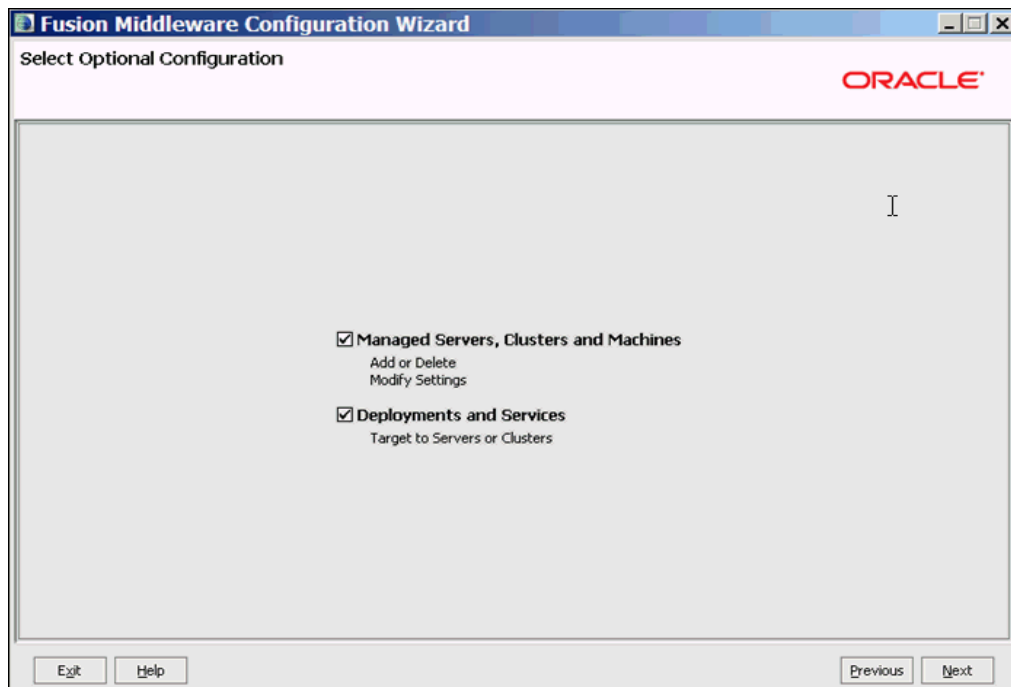 Fusion Middleware Configuration Wizard
Select Optional Configuration
ORACLE
Managed Servers, Clusters and Machines
Add or Delete
Modify Settings
Deployments and Services
Target to Servers or Clusters
Exit
Help
Previous
Next